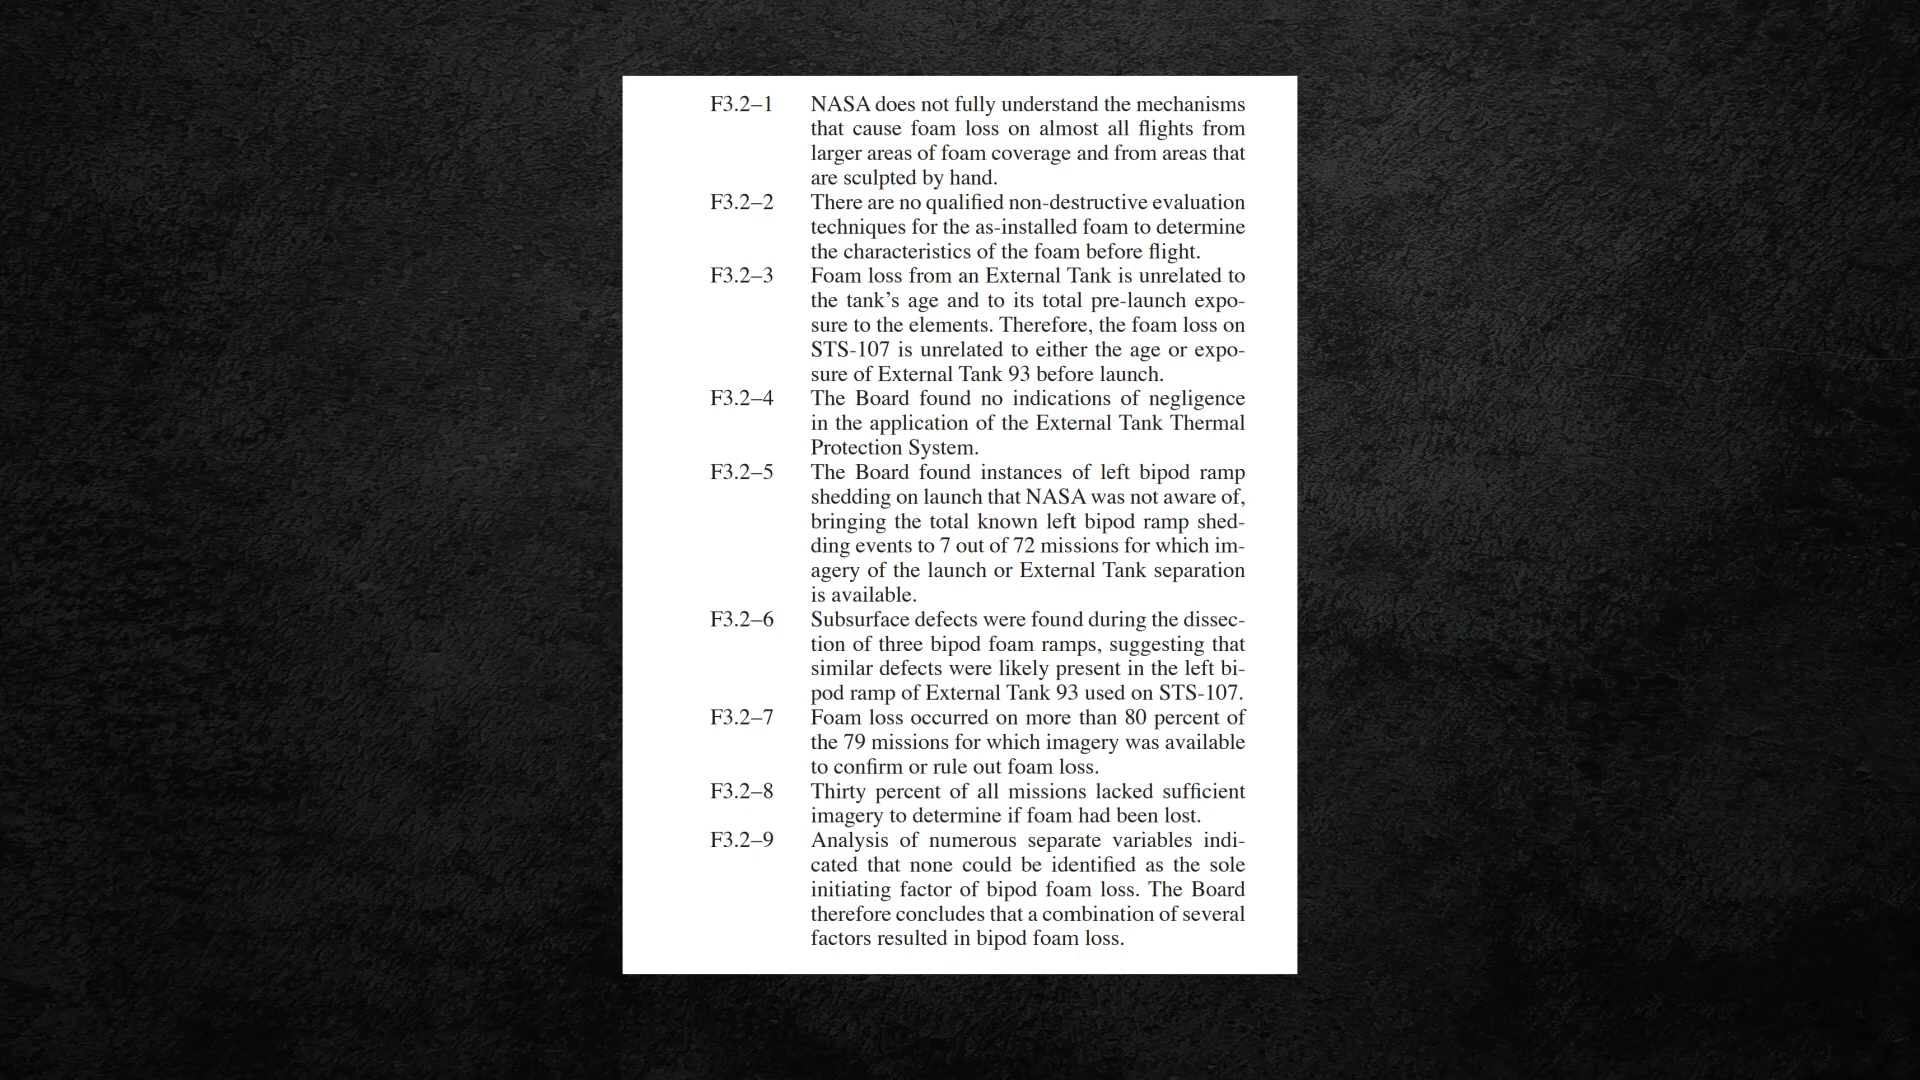 F3.2–1 NASA does not fully understand the mechanisms
that cause foam loss on almost all flights from
larger areas of foam coverage and from areas that
are sculpted by hand.
F3.2–2 There are no qualified non-destructive evaluation
techniques for the as-installed foam to determine
the characteristics of the foam before flight.
F3.2–3 Foam loss from an External Tank is unrelated to
the tank’s age and to its total pre-launch expo-
sure to the elements. Therefore, the foam loss on
STS-107 is unrelated to either the age or expo-
sure of External Tank 93 before launch.
F3.2–4 The Board found no indications of negligence
in the application of the External Tank Thermal
Protection System.
F3.2–5 The Board found instances of left bipod ramp
shedding on launch that NASA was not aware of,
bringing the total known left bipod ramp shed-
ding events to 7 out of 72 missions for which im-
agery of the launch or External Tank separation
is available.
F3.2–6 Subsurface defects were found during the dissec-
tion of three bipod foam ramps, suggesting that
similar defects were likely present in the left bi-
pod ramp of External Tank 93 used on STS-107.
F3.2–7 Foam loss occurred on more than 80 percent of
the 79 missions for which imagery was available
to confirm or rule out foam loss.
F3.2–8 Thirty percent of all missions lacked sufficient
imagery to determine if foam had been lost.
F3.2–9 Analysis of numerous separate variables indi-
cated that none could be identified as the sole
initiating factor of bipod foam loss. The Board
therefore concludes that a combination of several
factors resulted in bipod foam loss.